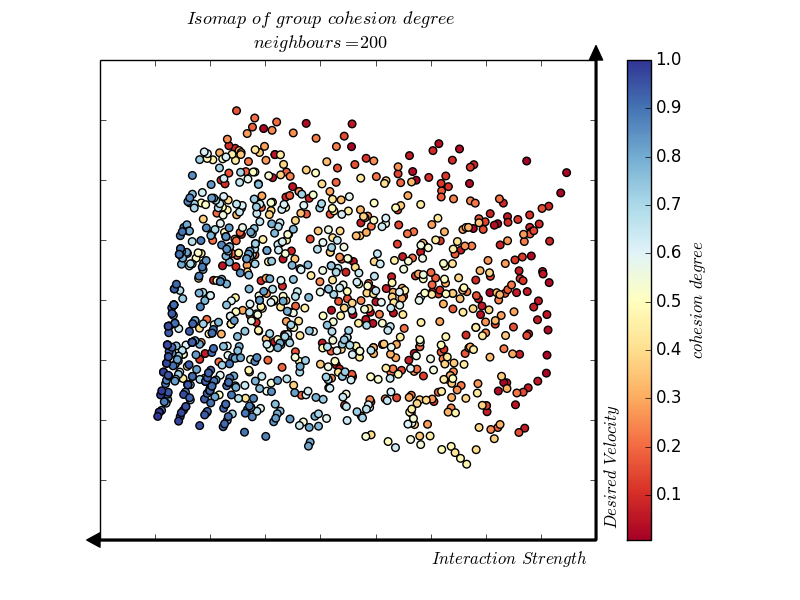 Isomap of group cohesion degree
neighbours = 200
1.0
0.9
0.8
0.7
0.6
0.5
0.4
0.3
0.2
0.1
cohesion degree
Desired Velocity
Interaction Strength